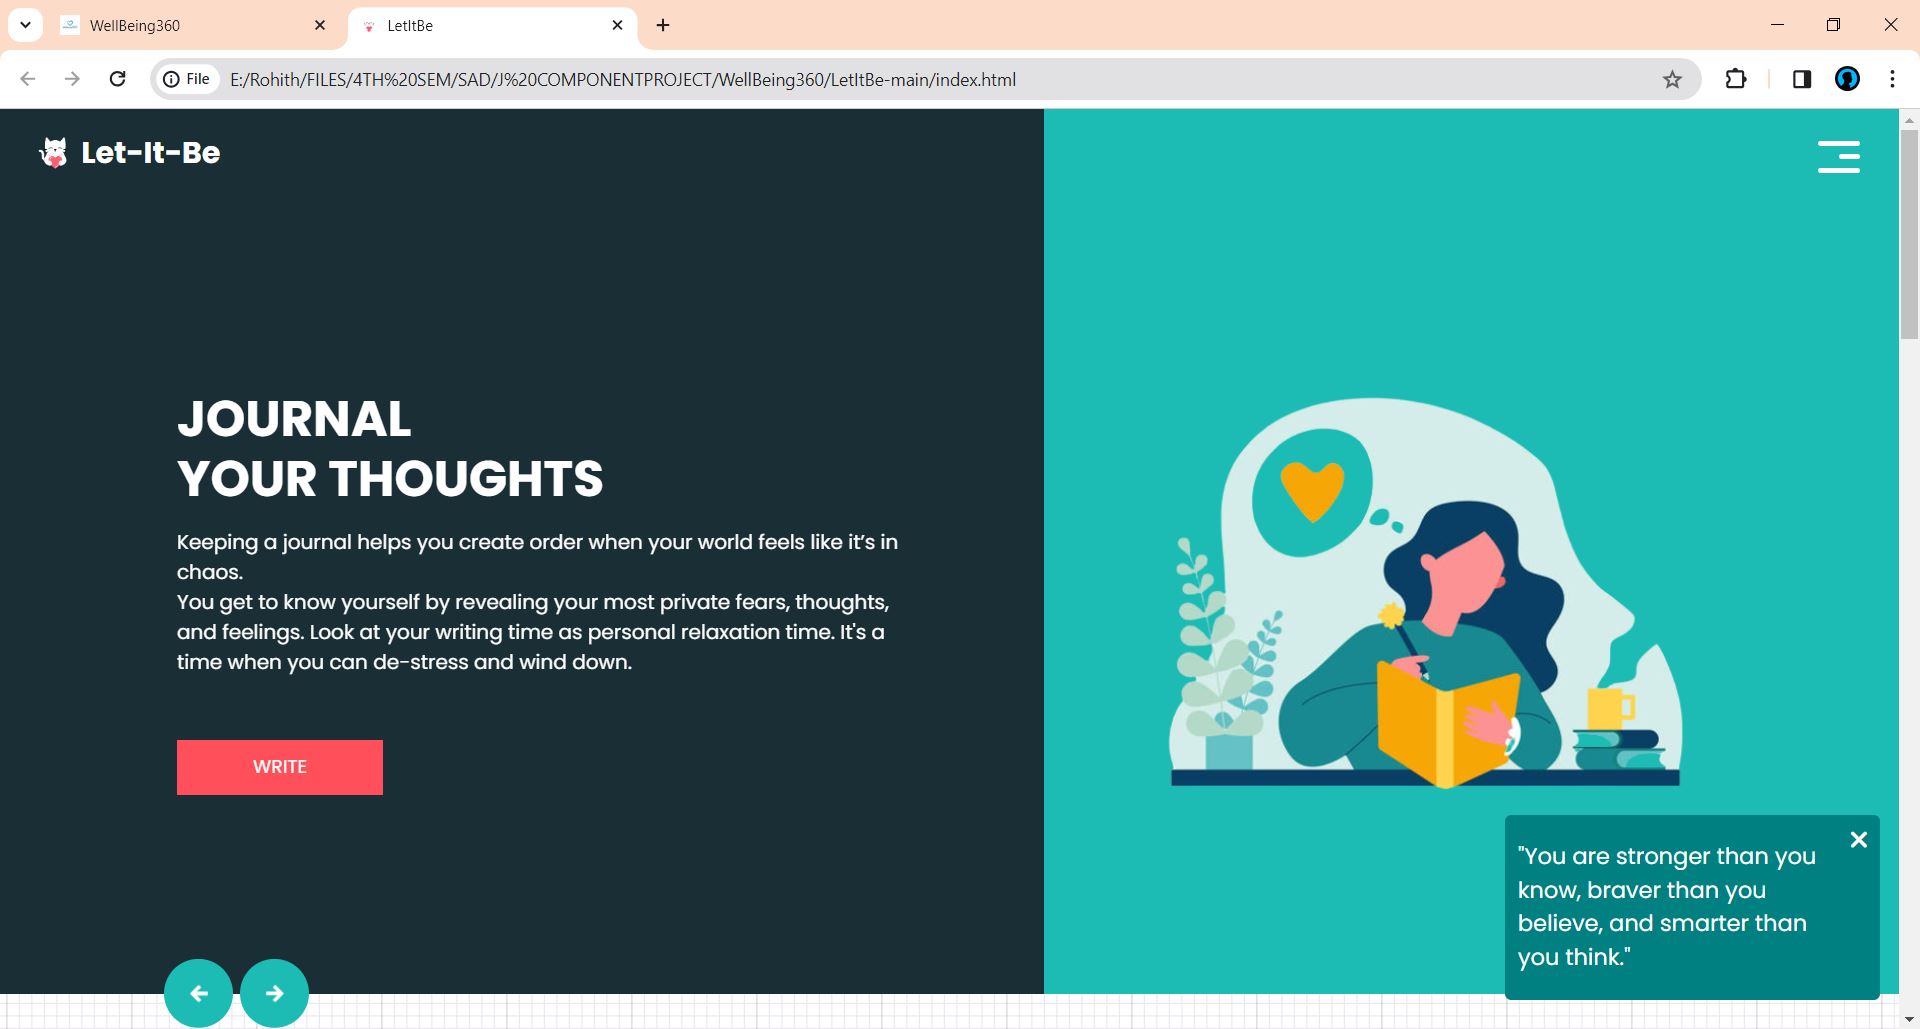 WellBeing360
LetItBe
File
E:/Rohith/FILES/4TH%20SEM/SAD/J%20COMPONENTPROJECT/WellBeing360/LetItBe-main/index.html
Let-It-Be
JOURNAL
YOUR THOUGHTS
Keeping a journal helps you create order when your world feels like it’s in
chaos.
You get to know yourself by revealing your most private fears, thoughts,
and feelings. Look at your writing time as personal relaxation time. It's a
time when you can de-stress and wind down.
WRITE
"You are stronger than you
know, braver than you
believe, and smarter than
you think."